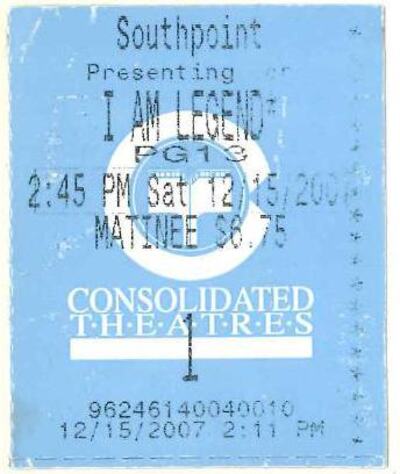 Southpoint
Presenting
I AM LEGEND*
PG13
2:45 PM Sat 12/15/2007
MATINEE $6.75
CONSOLIDATED
T·H·E·A·T·R·E·S
1
96246140040010
12/15/2007 2:11 PM